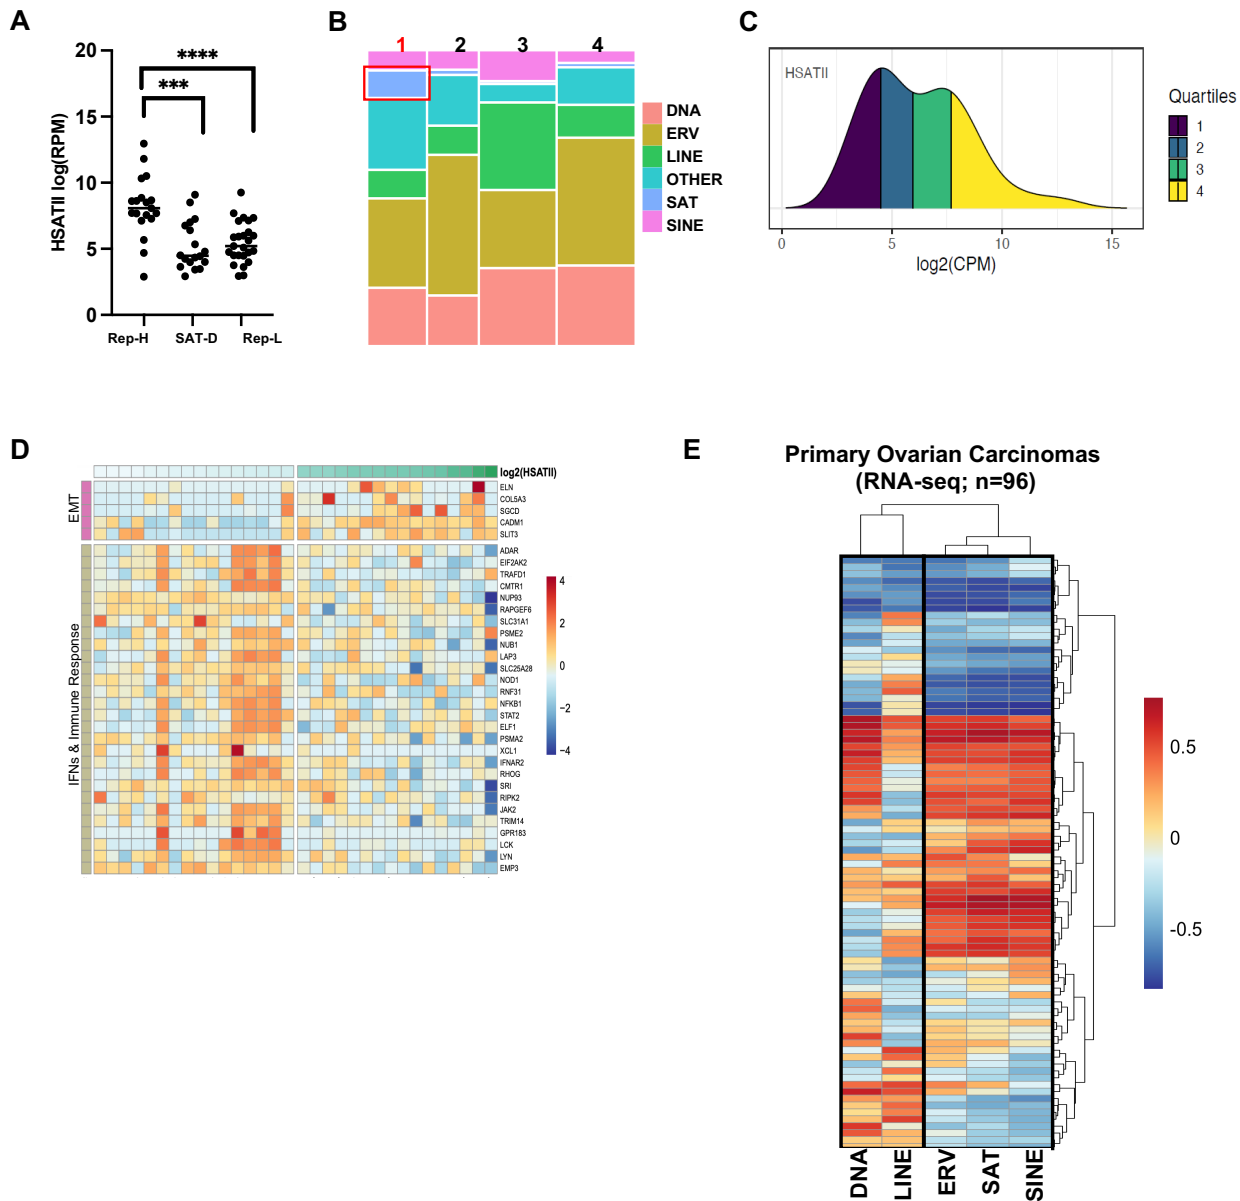 A
HSATII log(RPM)
20
15
10
5
0
****
***
Rep-H
SAT-D
Rep-L
B
1
2
3
4
DNA
ERV
LINE
OTHER
SAT
SINE
C
HSATII
0
5
10
15
log2(CPM)
Quartiles
1
2
3
4
D
log2(HSATII)
EMT
ELN
COL5A3
SGCD
CADM1
SLIT3
IFNs & Immune Response
ADAR
EIF2AK2
TRAFD1
CMTR1
NUP93
RAPGEF6
SLC31A1
PSME2
NUB1
LAP3
SLC25A28
NOD1
RNF31
NFKB1
STAT2
ELF1
PSMA2
XCL1
IFNAR2
RHOG
SRI
RIPK2
JAK2
TRIM14
GPR183
LCK
LYN
EMP3
4
2
0
−2
−4
E
Primary Ovarian Carcinomas
(RNA-seq; n=96)
0.5
0
-0.5
DNA
LINE
ERV
SAT
SINE